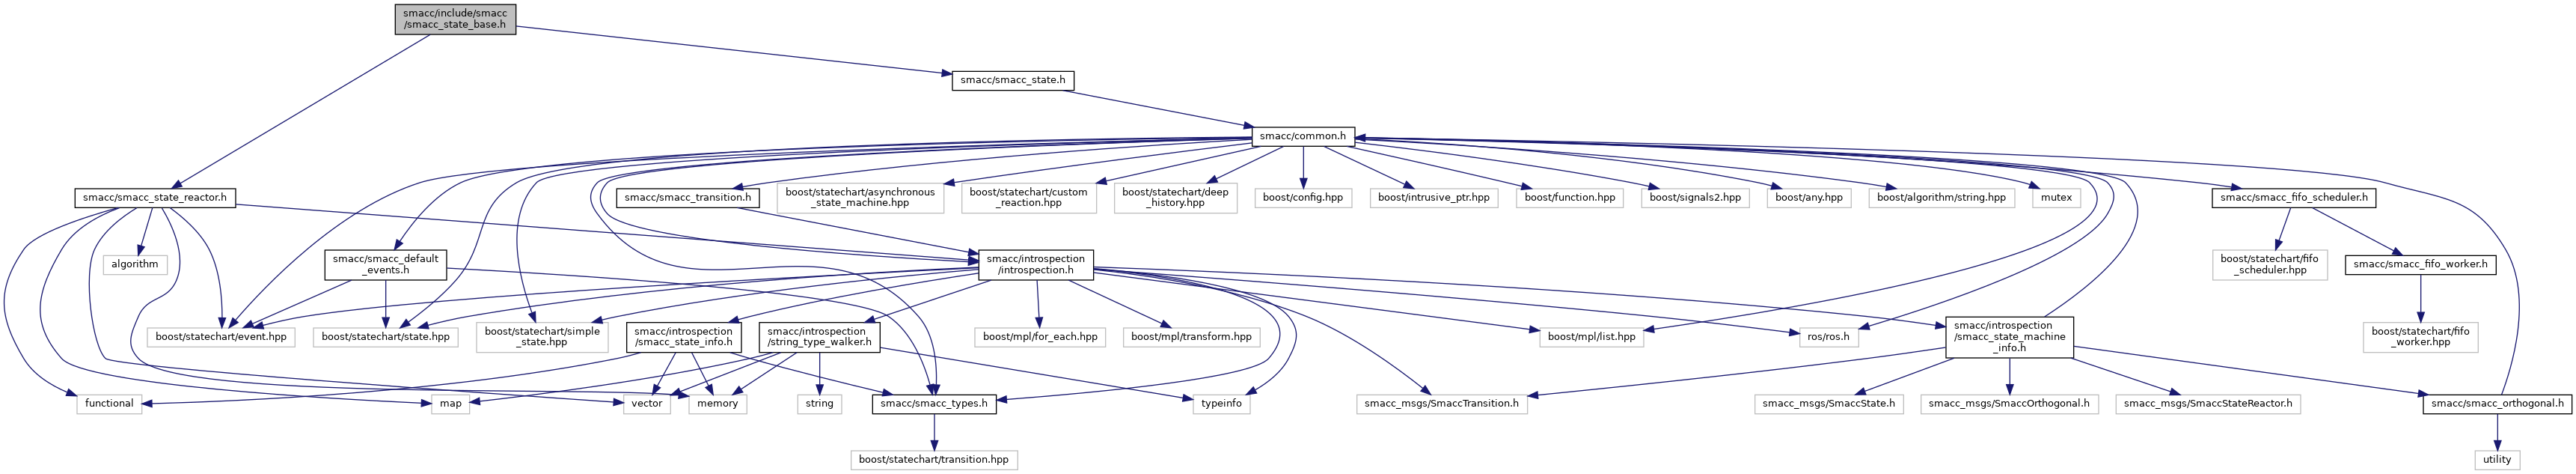 smacc/include/smacc
/smacc_state_base.h
smacc/smacc_state.h
smacc/common.h
smacc/smacc_state_reactor.h
smacc/smacc_transition.h
boost/statechart/asynchronous
_state_machine.hpp
boost/statechart/custom
_reaction.hpp
boost/statechart/deep
_history.hpp
boost/config.hpp
boost/intrusive_ptr.hpp
boost/function.hpp
boost/signals2.hpp
boost/any.hpp
boost/algorithm/string.hpp
mutex
smacc/smacc_fifo_scheduler.h
algorithm
smacc/smacc_default
_events.h
smacc/introspection
/introspection.h
boost/statechart/fifo
_scheduler.hpp
smacc/smacc_fifo_worker.h
boost/statechart/event.hpp
boost/statechart/state.hpp
boost/statechart/simple
_state.hpp
smacc/introspection
/smacc_state_info.h
smacc/introspection
/string_type_walker.h
boost/mpl/for_each.hpp
boost/mpl/transform.hpp
boost/mpl/list.hpp
ros/ros.h
smacc/introspection
/smacc_state_machine
_info.h
boost/statechart/fifo
_worker.hpp
functional
map
vector
memory
string
smacc/smacc_types.h
typeinfo
smacc_msgs/SmaccTransition.h
smacc_msgs/SmaccState.h
smacc_msgs/SmaccOrthogonal.h
smacc_msgs/SmaccStateReactor.h
smacc/smacc_orthogonal.h
boost/statechart/transition.hpp
utility